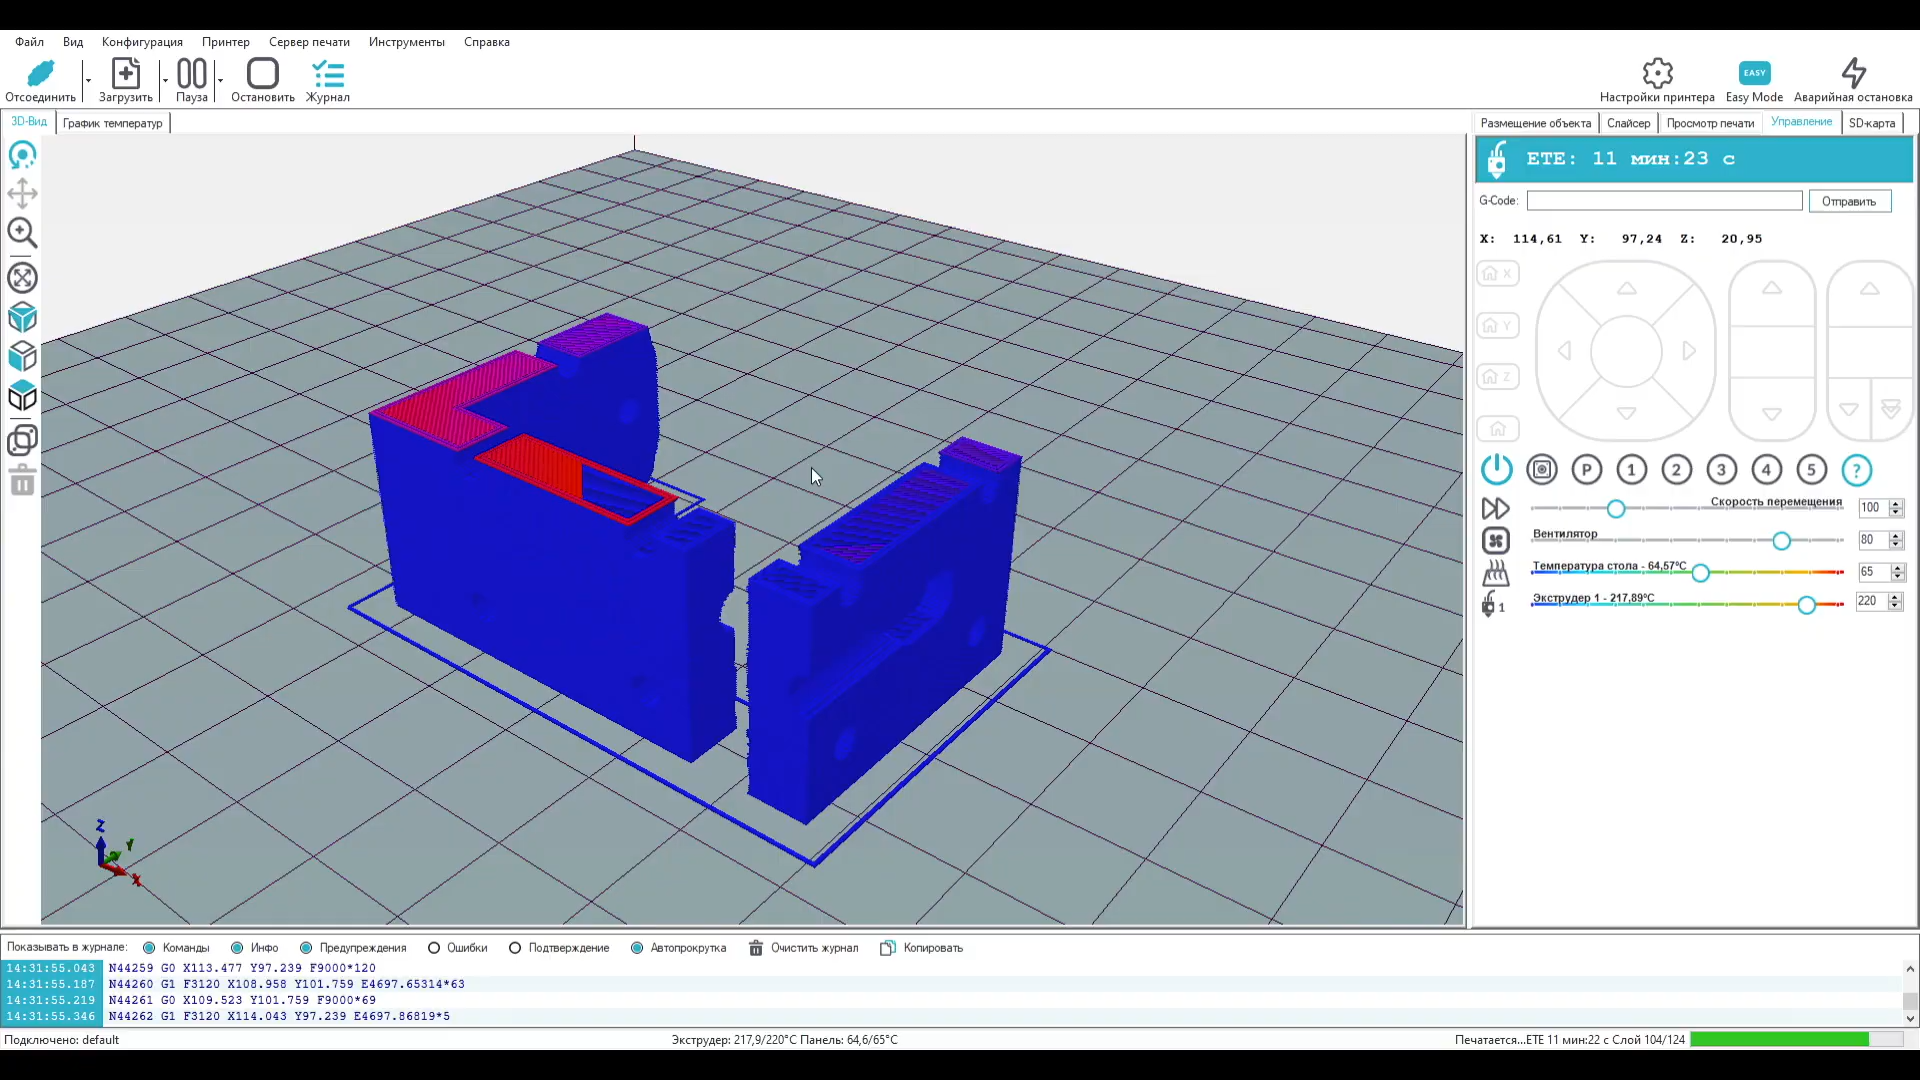 Файл Вид Конфигурация Принтер Сервер печати Инструменты Справка
Отсоединить Загрузить Пауза Остановить Журнал
EASY
Настройки принтера Easy Mode Аварийная остановка
3D-Вид График температур
Размещение объекта Слайсер Просмотр печати Управление SD-карта
ETE: 11 мин:23 с
G-Code: Отправить
X: 114,61 Y: 97,24 Z: 20,95
X
Y
Z
P 1 2 3 4 5 ?
Скорость перемещения 100
Вентилятор 80
Температура стола - 64,57°C 65
1 Экструдер 1 - 217,89°C 220
Z Y X
Показывать в журнале: Команды Инфо Предупреждения Ошибки Подтверждение Автопрокрутка Очистить журнал Копировать
14:31:55.043 N44259 G0 X113.477 Y97.239 F9000*120
14:31:55.187 N44260 G1 F3120 X108.958 Y101.759 E4697.65314*63
14:31:55.219 N44261 G0 X109.523 Y101.759 F9000*69
14:31:55.346 N44262 G1 F3120 X114.043 Y97.239 E4697.86819*5
Подключено: default Экструдер: 217,9/220°C Панель: 64,6/65°C Печатается...ETE 11 мин:22 с Слой 104/124